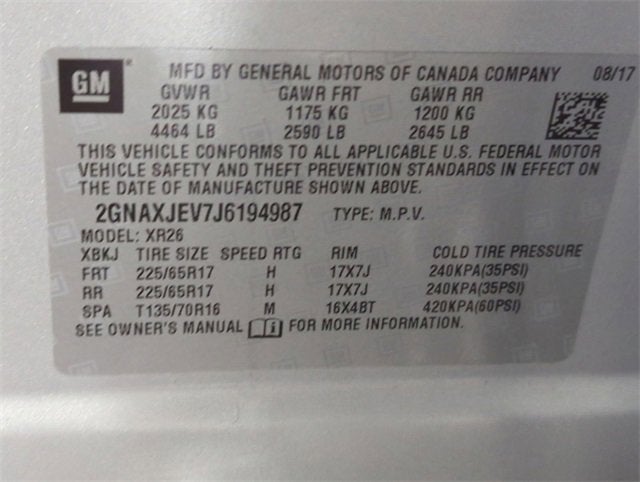 GM MFD BY GENERAL MOTORS OF CANADA COMPANY 08/17
GVWR GAWR FRT GAWR RR
2025 KG 1175 KG 1200 KG
4464 LB 2590 LB 2645 LB
THIS VEHICLE CONFORMS TO ALL APPLICABLE U.S. FEDERAL MOTOR
VEHICLE SAFETY AND THEFT PREVENTION STANDARDS IN EFFECT ON
THE DATE OF MANUFACTURE SHOWN ABOVE.
2GNAXJEV7J6194987 TYPE: M.P.V.
MODEL: XR26
XBKJ TIRE SIZE SPEED RTG RIM COLD TIRE PRESSURE
FRT 225/65R17 H 17X7J 240KPA(35PSI)
RR 225/65R17 H 17X7J 240KPA(35PSI)
SPA T135/70R16 M 16X4BT 420KPA(60PSI)
SEE OWNER'S MANUAL FOR MORE INFORMATION.